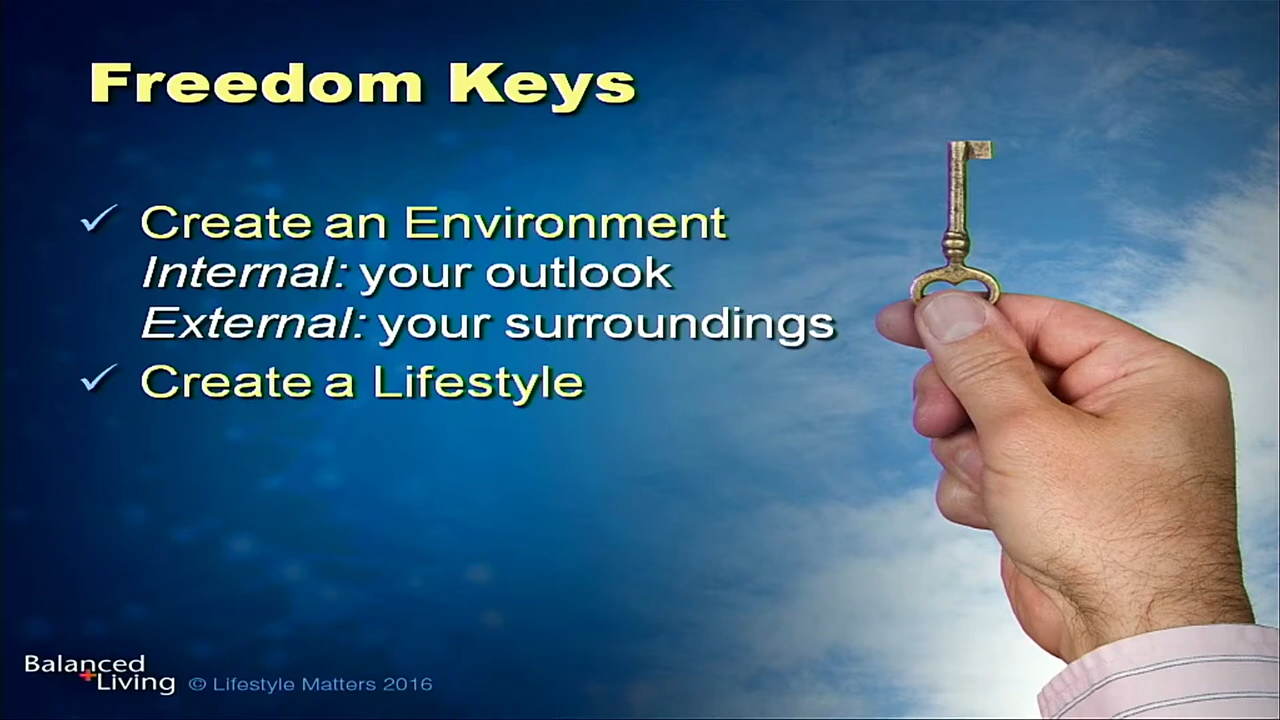 Freedom Keys
✓ Create an Environment
Internal: your outlook
External: your surroundings
✓ Create a Lifestyle
Balanced
+Living © Lifestyle Matters 2016